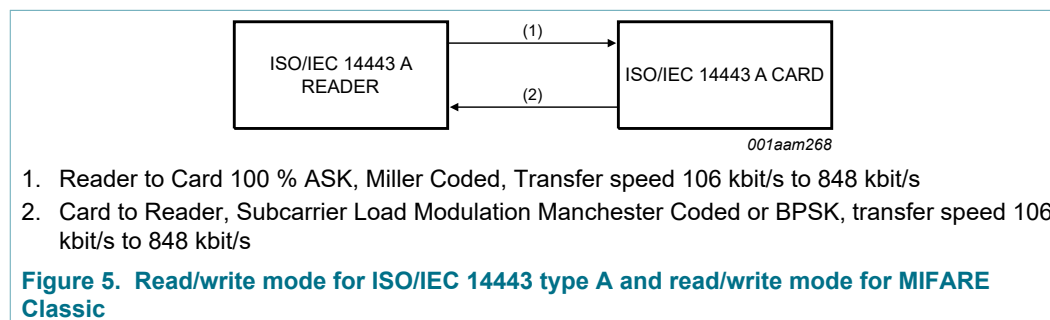 (1)
ISO/IEC 14443 A
READER
ISO/IEC 14443 A CARD
(2)
001aam268
1. Reader to Card 100 % ASK, Miller Coded, Transfer speed 106 kbit/s to 848 kbit/s
2. Card to Reader, Subcarrier Load Modulation Manchester Coded or BPSK, transfer speed 106
kbit/s to 848 kbit/s
Figure 5. Read/write mode for ISO/IEC 14443 type A and read/write mode for MIFARE
Classic